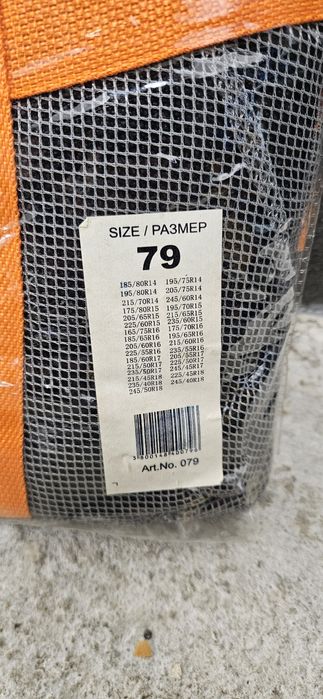 SIZE / РАЗМЕР
79
185/80R14 195/75R14
195/80R14 205/75R14
215/70R14 245/60R14
175/80R15 195/70R15
205/65R15 215/65R15
225/60R15 235/60R15
165/75R16 175/70R16
185/65R16 195/65R16
205/60R16 215/60R16
225/55R16 235/55R16
185/60R17 205/55R17
215/50R17 225/50R17
235/50R17 245/45R17
215/45R18 225/45R18
235/40R18 245/40R18
245/50R18
Art.No. 079